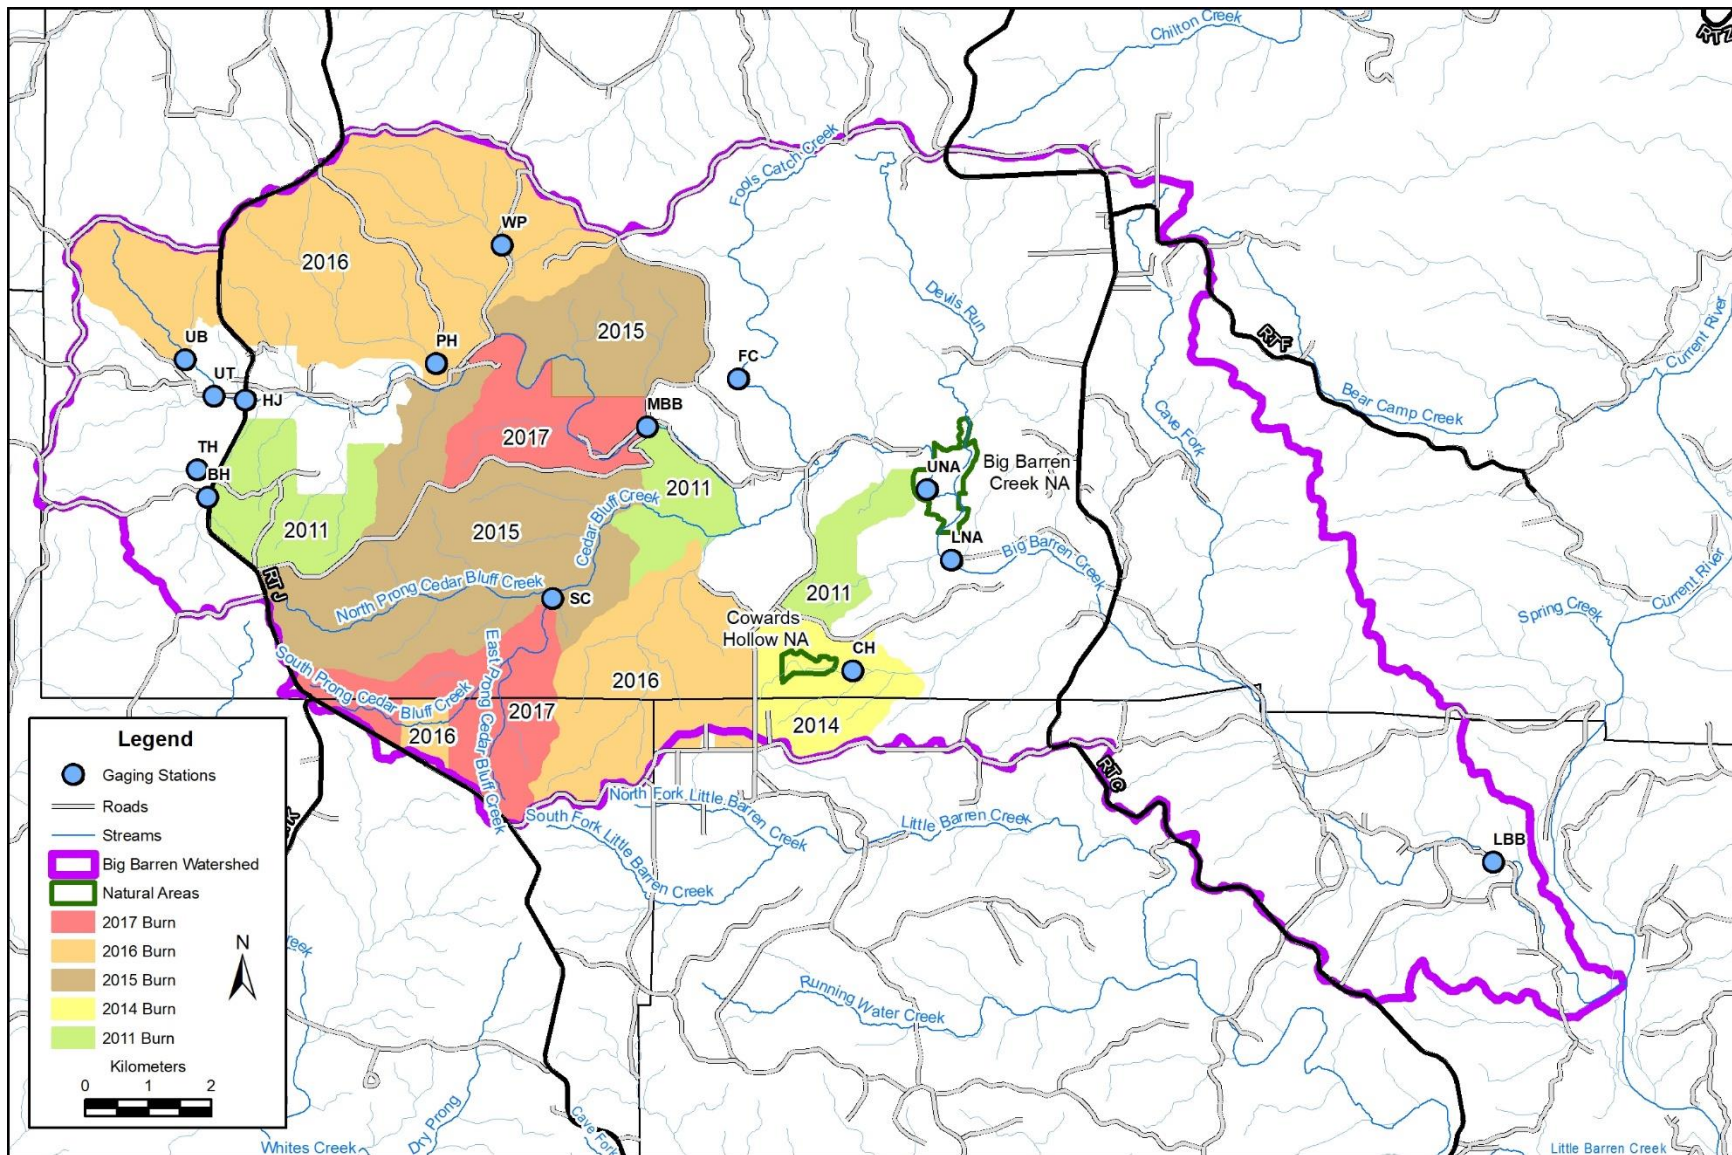 Chilton Creek
RTZ
Fools Catch Creek
WP
2016
Devils Run
2015
UB
PH
FC
RT F
Current River
UT
HJ
MBB
Bear Camp Creek
Cave Fork
2017
TH
BH
UNA
Big Barren
Creek NA
2011
2011
2015
Cedar Bluff Creek
LNA
Big Barren Creek
RT J
North Prong Cedar Bluff Creek
SC
2011
Cowards
Hollow NA
Spring Creek
Current River
CH
South Prong Cedar Bluff Creek
East Prong Cedar Bluff Creek
2016
2017
2016
2014
RT C
North Fork Little Barren Creek
South Fork Little Barren Creek
Little Barren Creek
LBB
Running Water Creek
Legend
Gaging Stations
Roads
Streams
Big Barren Watershed
Natural Areas
2017 Burn
2016 Burn
2015 Burn
2014 Burn
2011 Burn
N
Kilometers
0 1 2
Whites Creek
Dry Prong
Cave Fork
Little Barren Creek